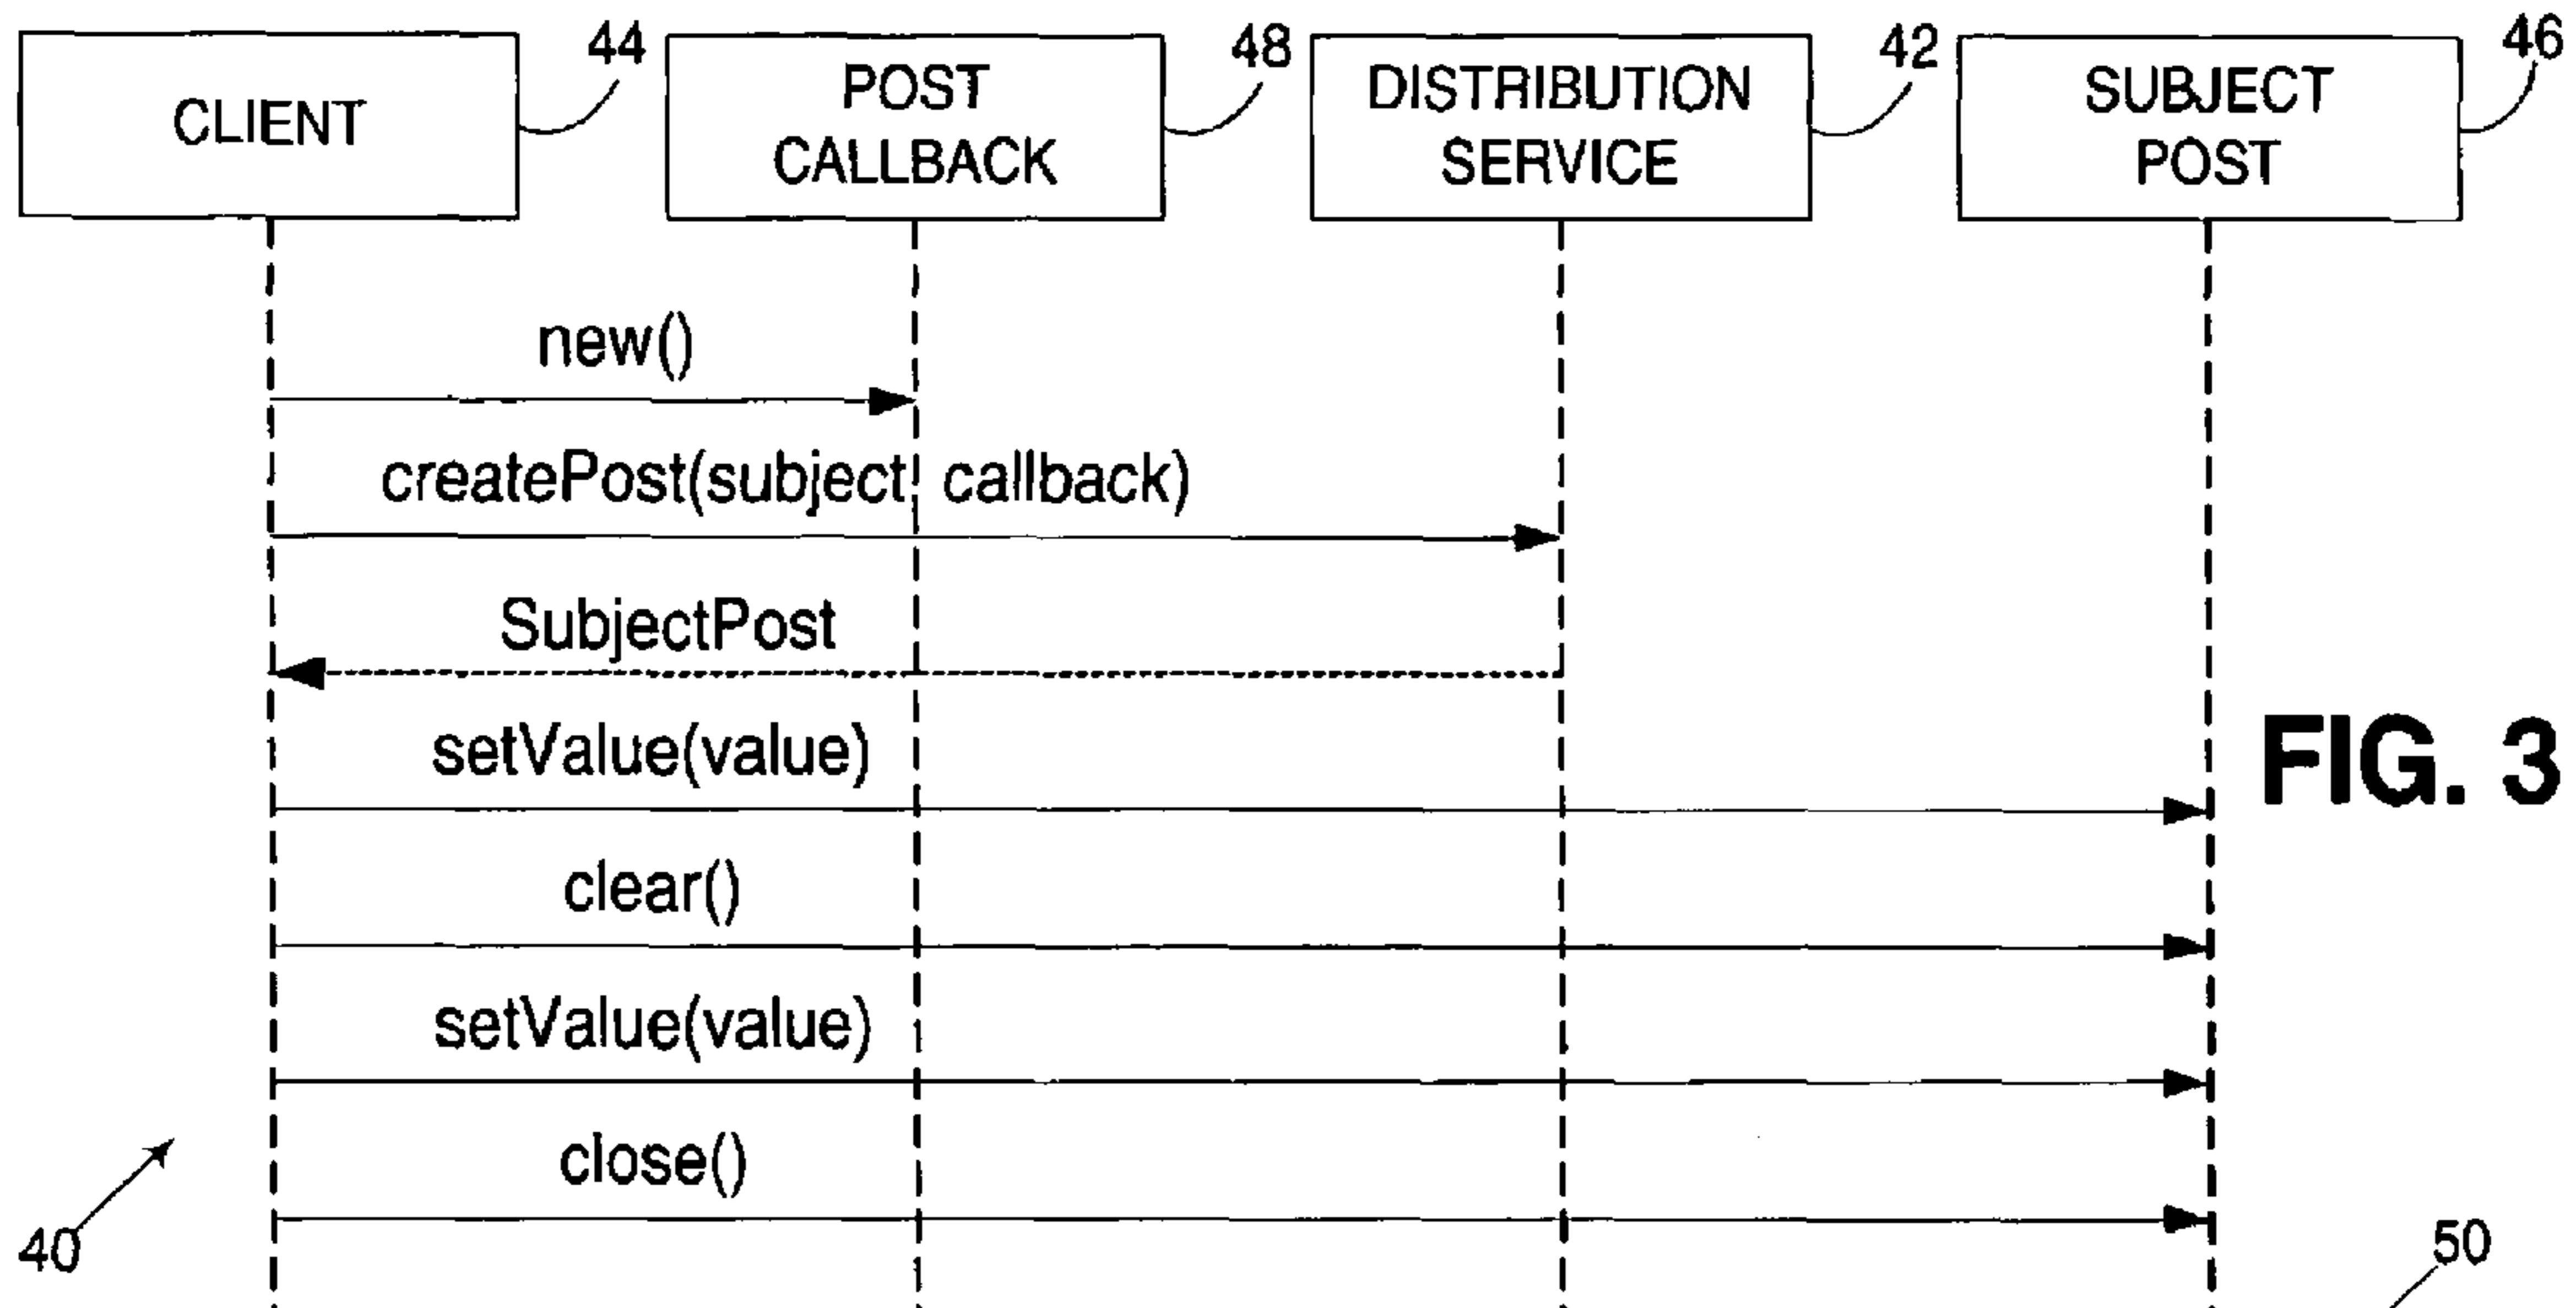 44
48
42
46
CLIENT
POST
CALLBACK
DISTRIBUTION
SERVICE
SUBJECT
POST
new()
createPost(subject, callback)
SubjectPost
setValue(value)
FIG. 3
clear()
setValue(value)
close()
40
50